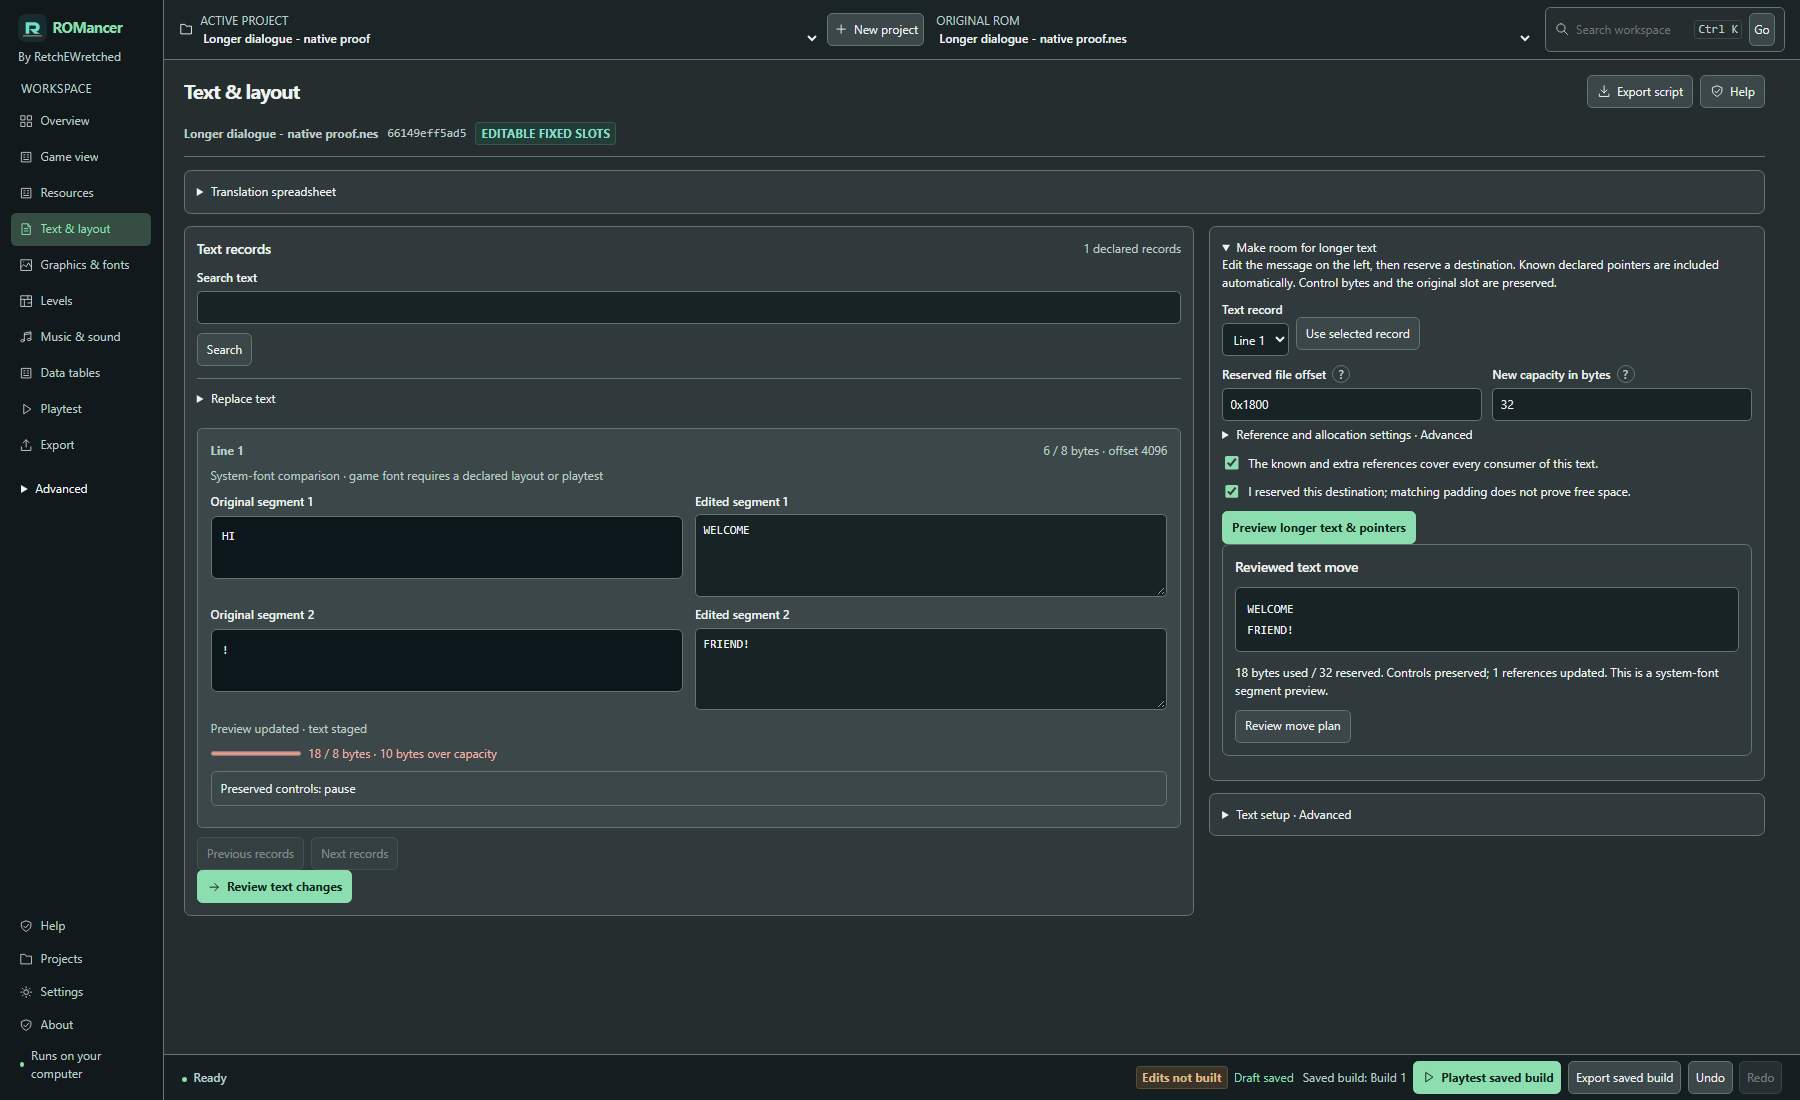 ROMancer
By RetchEWretched
WORKSPACE
Overview
Game view
Resources
Text & layout
Graphics & fonts
Levels
Music & sound
Data tables
Playtest
Export
Advanced
Help
Projects
Settings
About
Runs on your
computer
ACTIVE PROJECT
Longer dialogue - native proof
New project
ORIGINAL ROM
Longer dialogue - native proof.nes
Search workspace
Ctrl K
Go
Text & layout
Export script
Help
Longer dialogue - native proof.nes 66149eff5ad5 EDITABLE FIXED SLOTS
Translation spreadsheet
Text records
1 declared records
Search text
Search
Replace text
Line 1
6 / 8 bytes · offset 4096
System-font comparison · game font requires a declared layout or playtest
Original segment 1
Edited segment 1
HI
WELCOME
Original segment 2
Edited segment 2
!
FRIEND!
Preview updated · text staged
18 / 8 bytes · 10 bytes over capacity
Preserved controls: pause
Previous records
Next records
Review text changes
Make room for longer text
Edit the message on the left, then reserve a destination. Known declared pointers are included
automatically. Control bytes and the original slot are preserved.
Text record
Line 1
Use selected record
Reserved file offset ?
New capacity in bytes ?
0x1800
32
Reference and allocation settings · Advanced
The known and extra references cover every consumer of this text.
I reserved this destination; matching padding does not prove free space.
Preview longer text & pointers
Reviewed text move
WELCOME
FRIEND!
18 bytes used / 32 reserved. Controls preserved; 1 references updated. This is a system-font
segment preview.
Review move plan
Text setup · Advanced
Ready
Edits not built
Draft saved
Saved build: Build 1
Playtest saved build
Export saved build
Undo
Redo